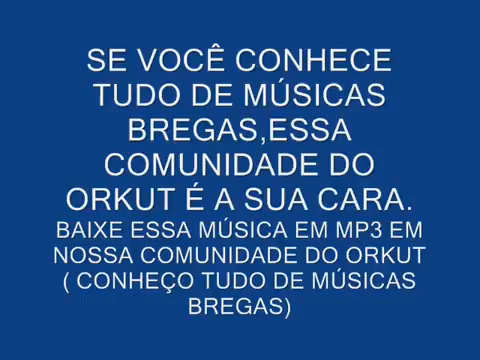 SE VOCÊ CONHECE
TUDO DE MÚSICAS
BREGAS,ESSA
COMUNIDADE DO
ORKUT É A SUA CARA.
BAIXE ESSA MÚSICA EM MP3 EM
NOSSA COMUNIDADE DO ORKUT
( CONHEÇO TUDO DE MÚSICAS
BREGAS)